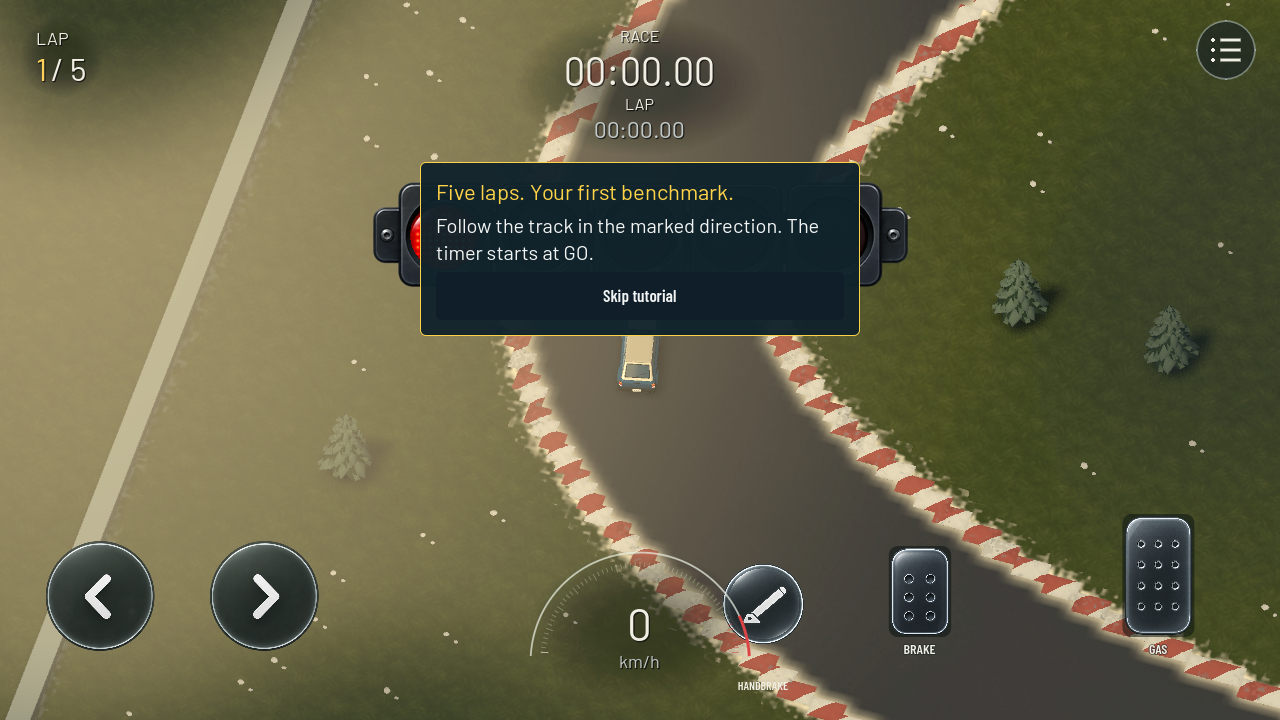 LAP
1 / 5
RACE
00:00.00
LAP
00:00.00
Five laps. Your first benchmark.
Follow the track in the marked direction. The
timer starts at GO.
Skip tutorial
0
km/h
HANDBRAKE
BRAKE
GAS